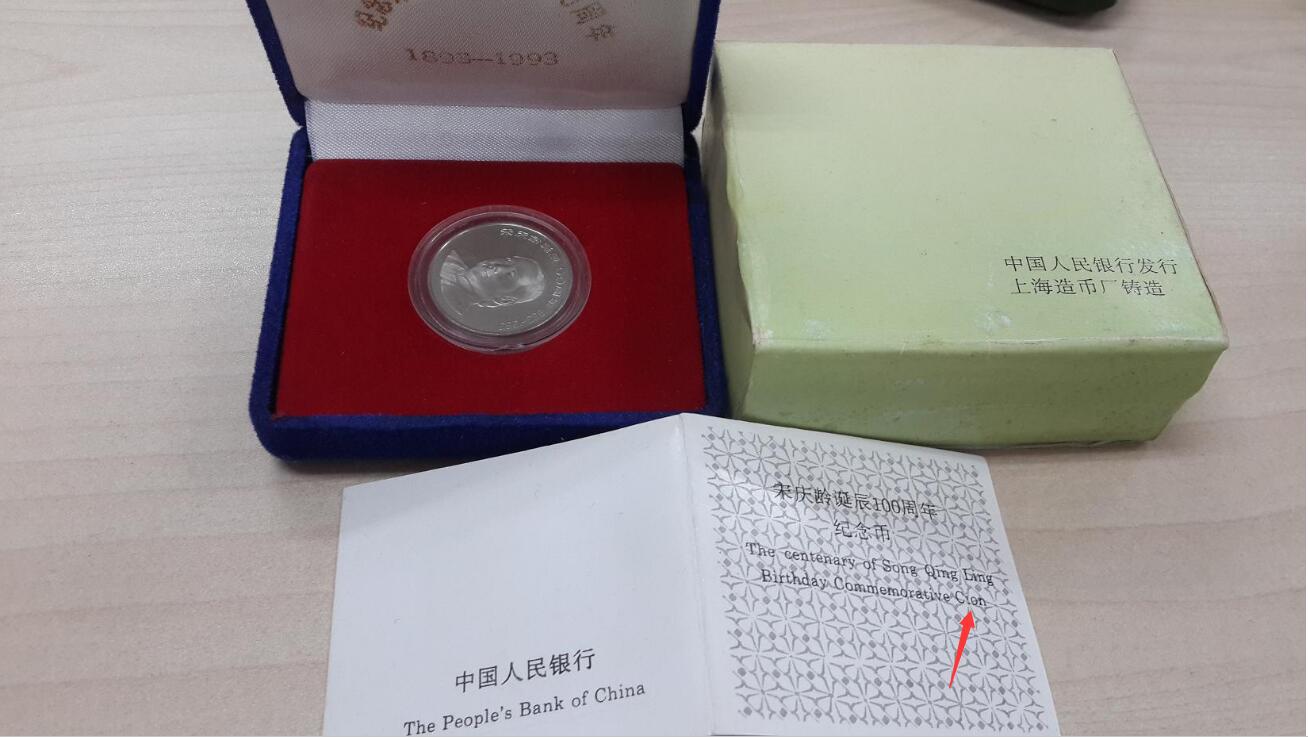 1893—1993
中国人民银行发行
上海造币厂铸造
宋庆龄诞辰100周年
纪念币
The centenary of Song Qing Ling
Birthday Commemorative Cion
中国人民银行
The People's Bank of China